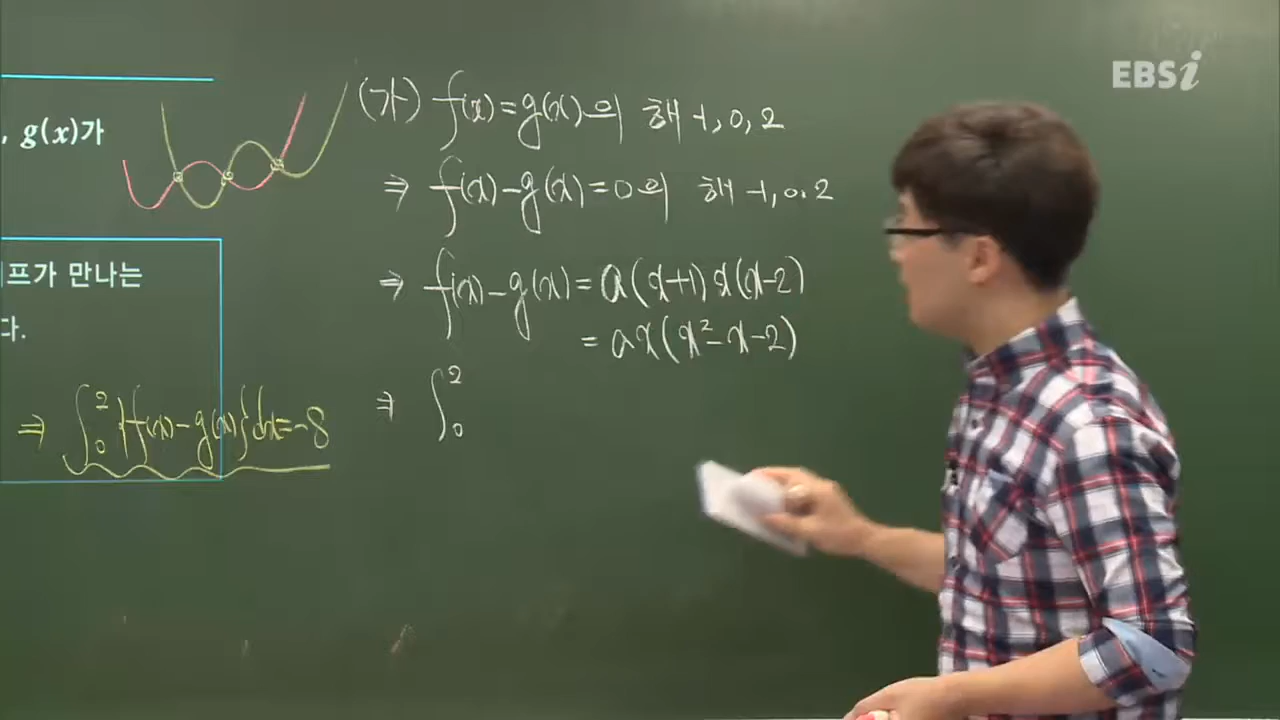 EBSi
, g(x)가
프가 만나는
다.
⇒ ∫₀² {f(x)-g(x)}dx=-8
(가) f(x)=g(x)의 해 -1, 0, 2
⇒ f(x)-g(x)=0의 해 -1, 0, 2
⇒ f(x)-g(x)=a(x+1)x(x-2)
= ax(x²-x-2)
⇒ ∫₀²